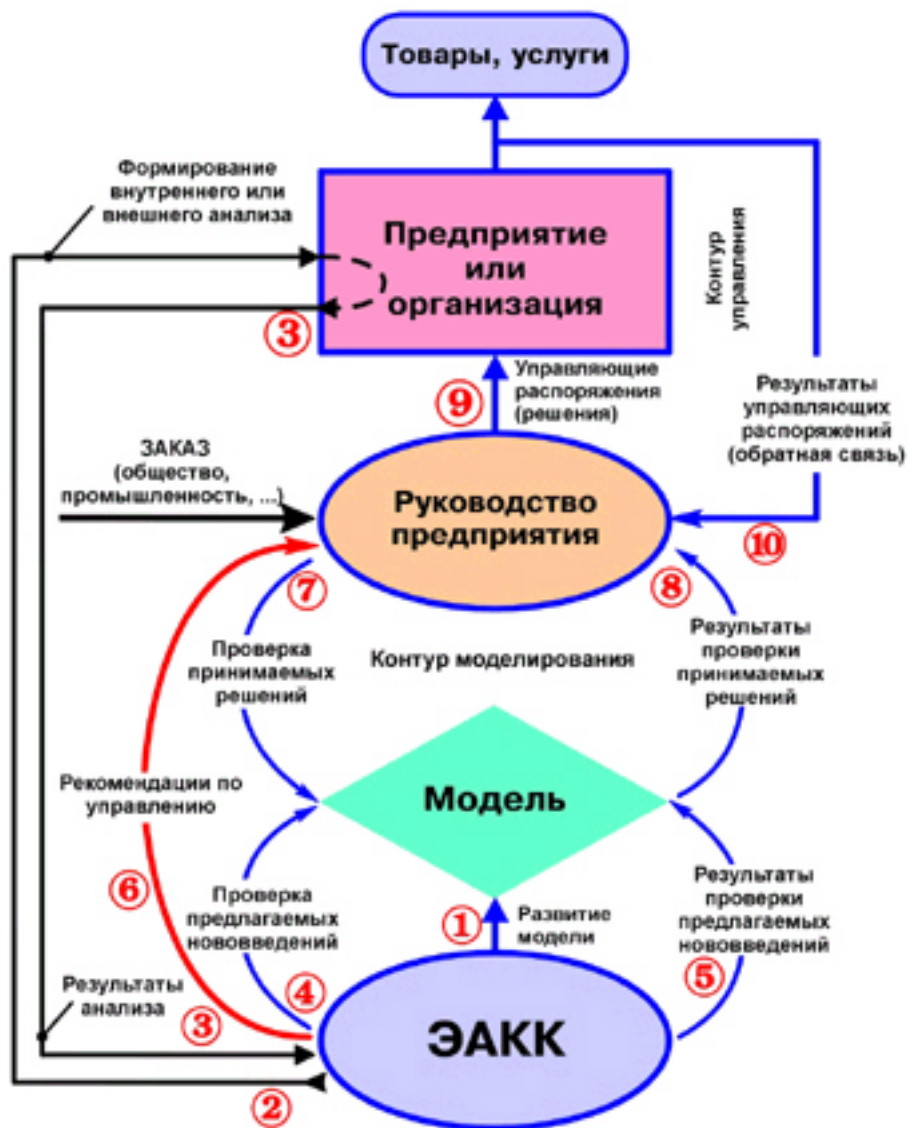 Товары, услуги
Формирование
внутреннего или
внешнего анализа
Предприятие
или
организация
Контур
управления
③
⑨
Управляющие
распоряжения
(решения)
Результаты
управляющих
распоряжений
(обратная связь)
ЗАКАЗ
(общество,
промышленность, ...)
Руководство
предприятия
⑩
⑦
⑧
Проверка
принимаемых
решений
Контур моделирования
Результаты
проверки
принимаемых
решений
Рекомендации по
управлению
Модель
⑥
Проверка
предлагаемых
нововведений
①
Развитие
модели
Результаты
проверки
предлагаемых
нововведений
⑤
④
Результаты
анализа
③
ЭАКК
②